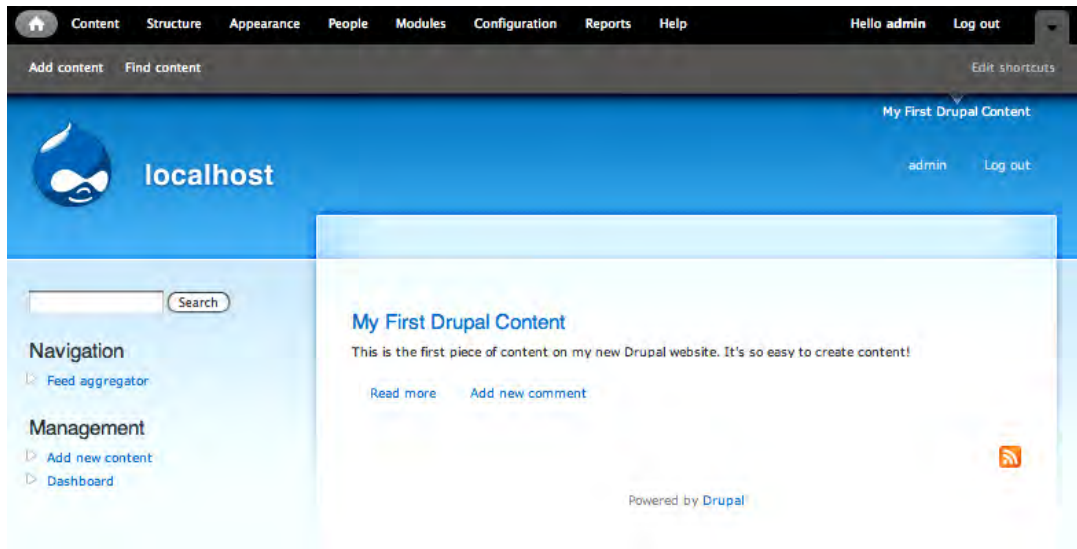 Content Structure Appearance People Modules Configuration Reports Help Hello admin Log out
Add content Find content Edit shortcuts
My First Drupal Content
admin Log out
localhost
Search
Navigation
Feed aggregator
Management
Add new content
Dashboard
My First Drupal Content
This is the first piece of content on my new Drupal website. It's so easy to create content!
Read more Add new comment
Powered by Drupal